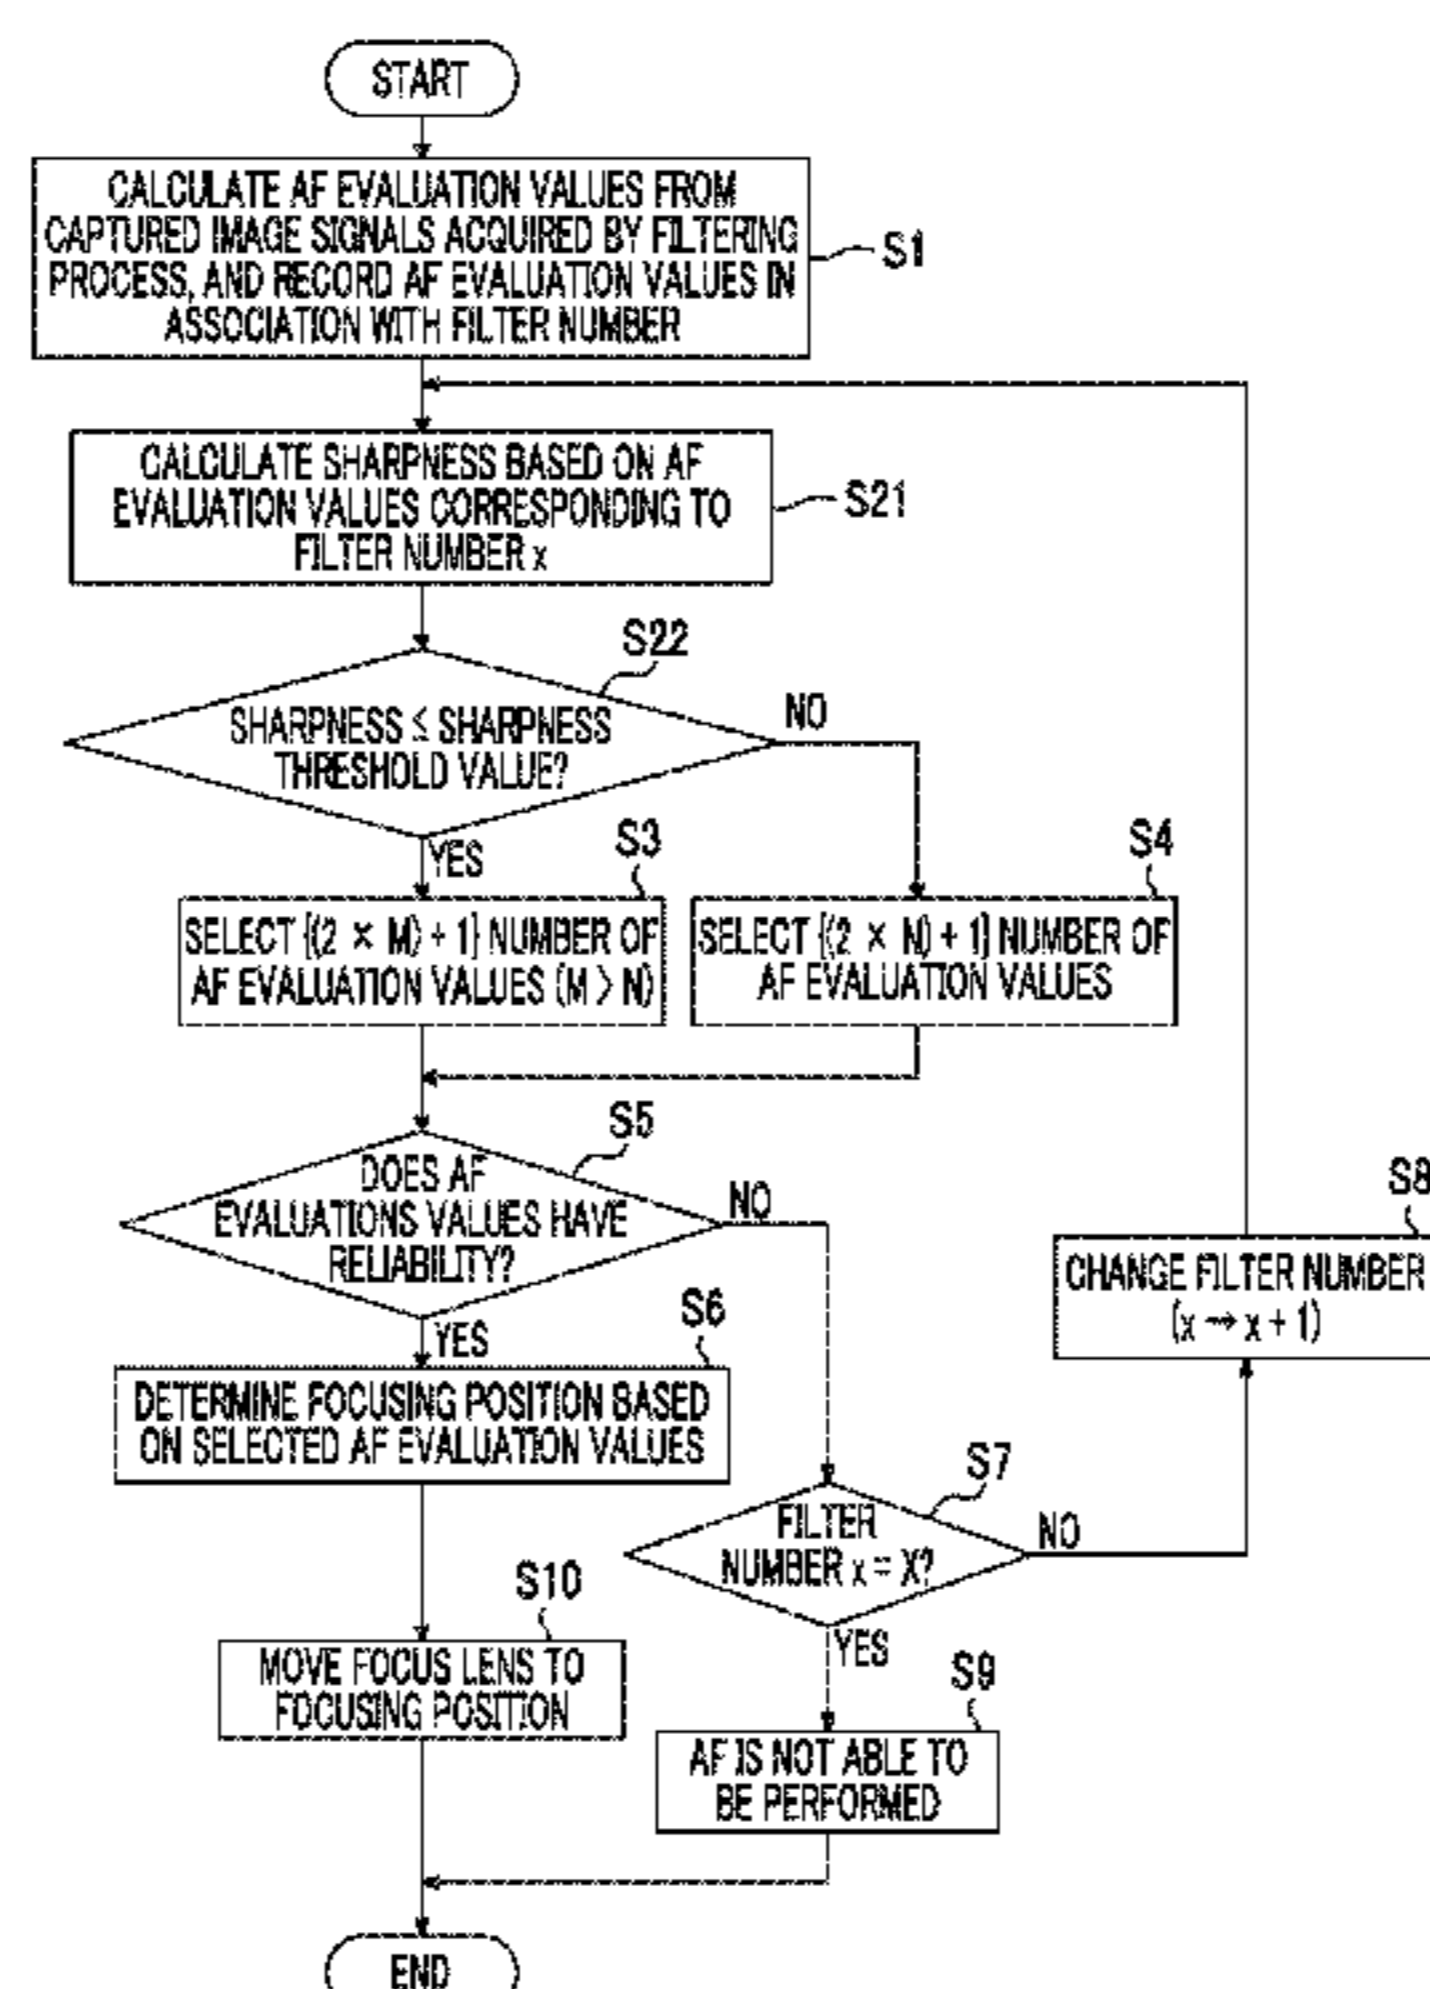 START
CALCULATE AF EVALUATION VALUES FROM
CAPTURED IMAGE SIGNALS ACQUIRED BY FILTERING
PROCESS, AND RECORD AF EVALUATION VALUES IN
ASSOCIATION WITH FILTER NUMBER
S1
CALCULATE SHARPNESS BASED ON AF
EVALUATION VALUES CORRESPONDING TO
FILTER NUMBER x
S21
S22
SHARPNESS ≤ SHARPNESS
THRESHOLD VALUE?
NO
YES
S3
SELECT {(2 × M) + 1} NUMBER OF
AF EVALUATION VALUES (M > N)
S4
SELECT {(2 × N) + 1} NUMBER OF
AF EVALUATION VALUES
S5
DOES AF
EVALUATIONS VALUES HAVE
RELIABILITY?
NO
YES
S6
DETERMINE FOCUSING POSITION BASED
ON SELECTED AF EVALUATION VALUES
S7
FILTER
NUMBER x = X?
NO
YES
S8
CHANGE FILTER NUMBER
(x → x + 1)
S10
MOVE FOCUS LENS TO
FOCUSING POSITION
S9
AF IS NOT ABLE TO
BE PERFORMED
END